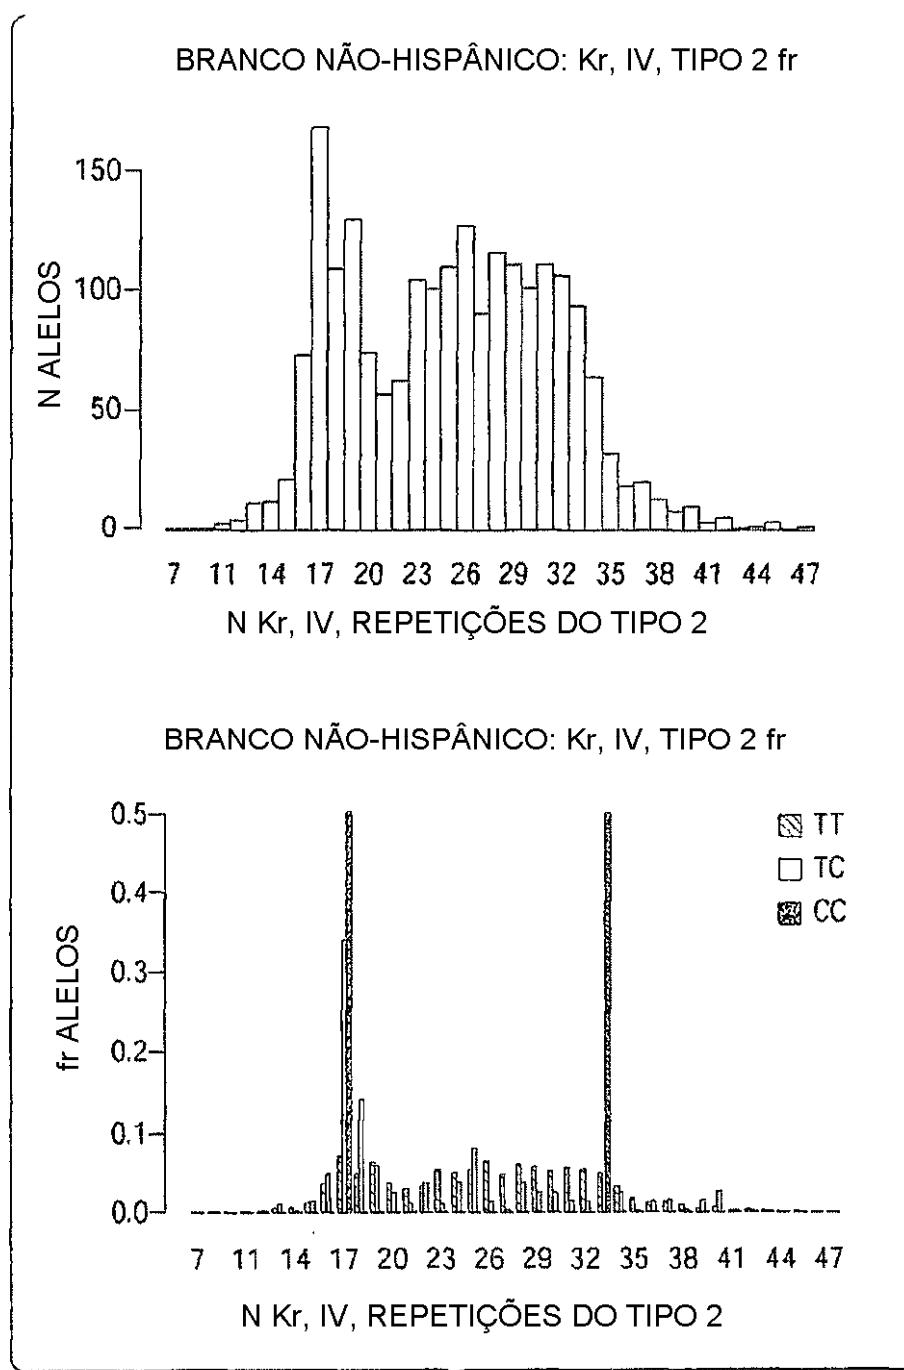 BRANCO NÃO-HISPÂNICO: Kr, IV, TIPO 2 fr
150
100
50
0
N ALELOS
7 11 14 17 20 23 26 29 32 35 38 41 44 47
N Kr, IV, REPETIÇÕES DO TIPO 2
BRANCO NÃO-HISPÂNICO: Kr, IV, TIPO 2 fr
0.5
0.4
0.3
0.2
0.1
0.0
fr ALELOS
TT
TC
CC
7 11 14 17 20 23 26 29 32 35 38 41 44 47
N Kr, IV, REPETIÇÕES DO TIPO 2